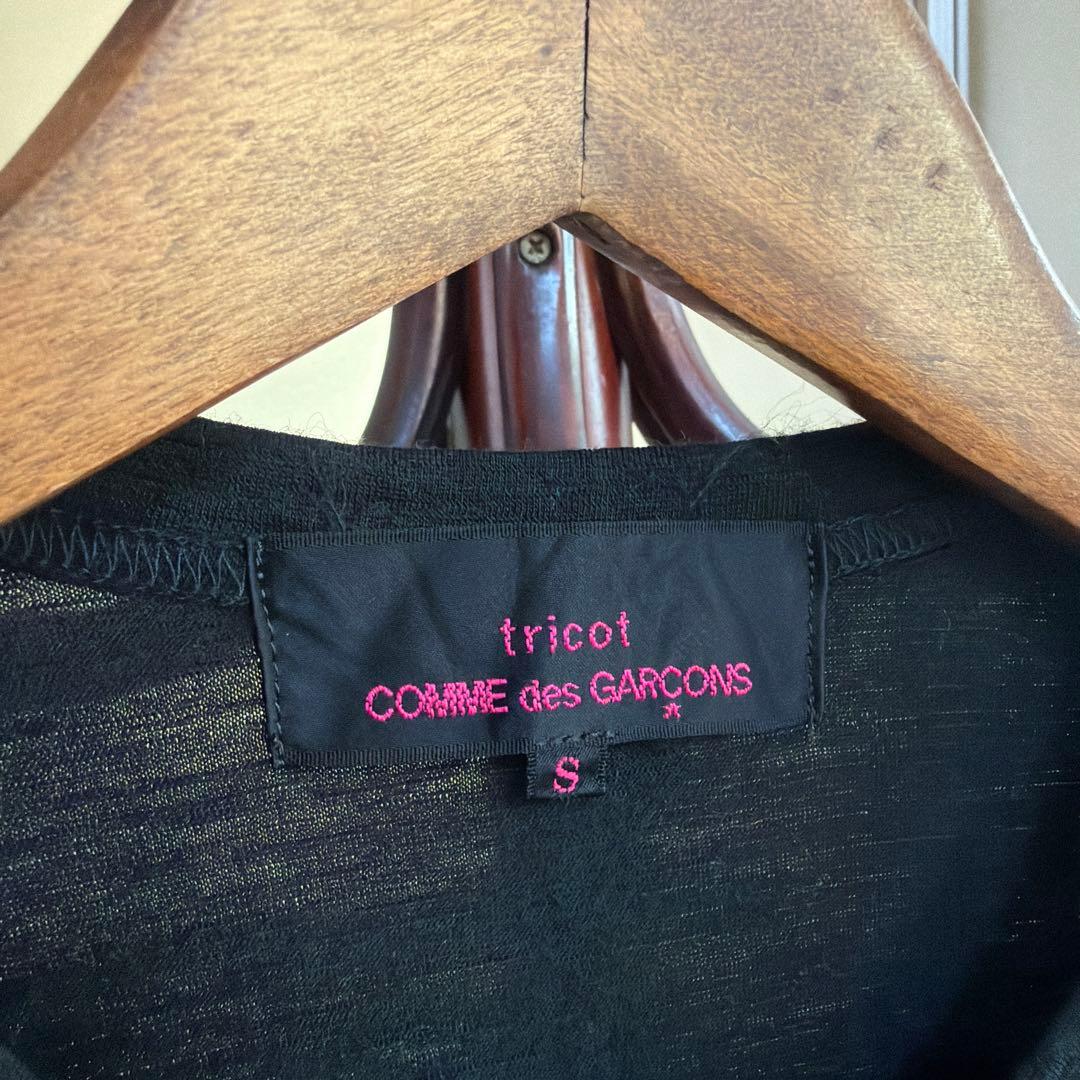 tricot
COMME des GARCONS
*
S